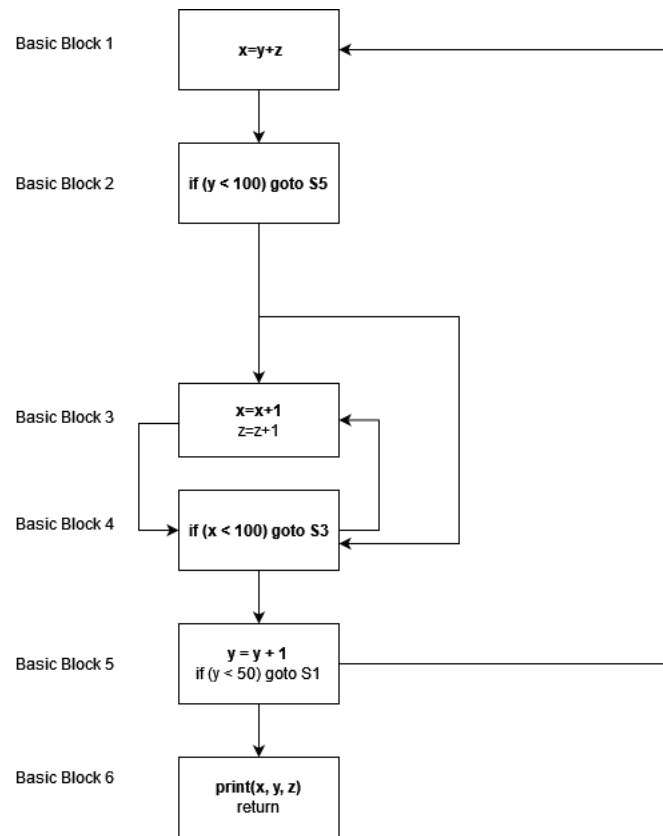 Basic Block 1
x=y+z
Basic Block 2
if (y < 100) goto S5
Basic Block 3
x=x+1
z=z+1
Basic Block 4
if (x < 100) goto S3
Basic Block 5
y = y + 1
if (y < 50) goto S1
Basic Block 6
print(x, y, z)
return